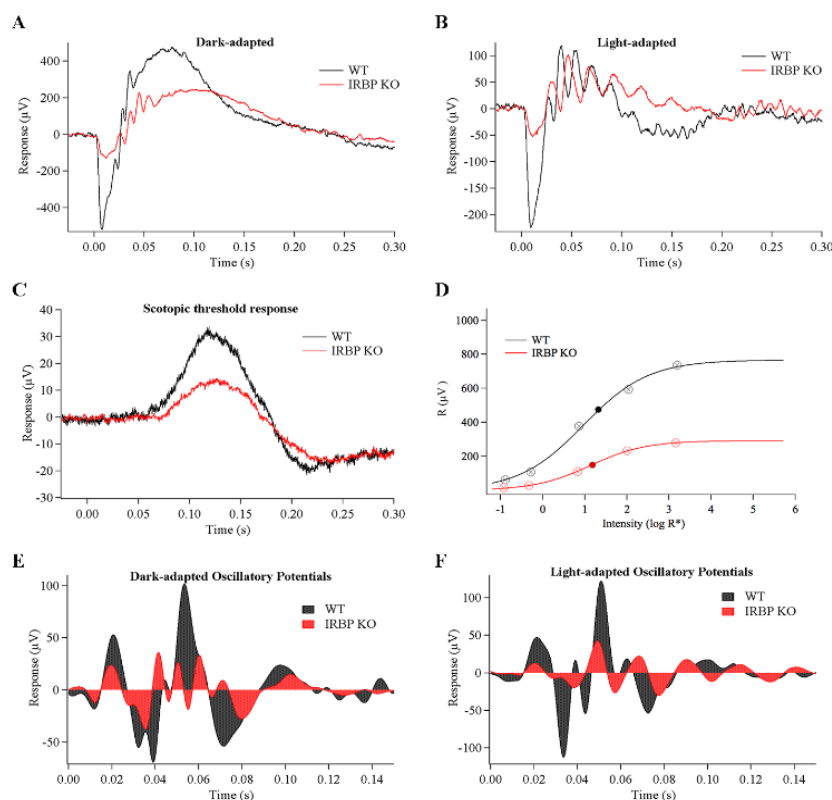 A
Dark-adapted
WT
IRBP KO
Response (µV)
400
200
0
-200
-400
0.00 0.05 0.10 0.15 0.20 0.25 0.30
Time (s)
B
Light-adapted
WT
IRBP KO
Response (µV)
100
50
0
-50
-100
-150
-200
0.00 0.05 0.10 0.15 0.20 0.25 0.30
Time (s)
C
Scotopic threshold response
WT
IRBP KO
Response (µV)
40
30
20
10
0
-10
-20
-30
0.00 0.05 0.10 0.15 0.20 0.25 0.30
Time (s)
D
WT
IRBP KO
R
(µV )
1000
800
600
400
200
-1 0 1 2 3 4 5 6
Intensity (log R*)
E
Dark-adapted Oscillatory Potentials
WT
IRBP KO
Response (µV)
100
50
0
-50
0.00 0.02 0.04 0.06 0.08 0.10 0.12 0.14
Time (s)
F
Light-adapted Oscillatory Potentials
WT
IRBP KO
Response (µV)
100
50
0
-50
-100
0.00 0.02 0.04 0.06 0.08 0.10 0.12 0.14
Time (s)